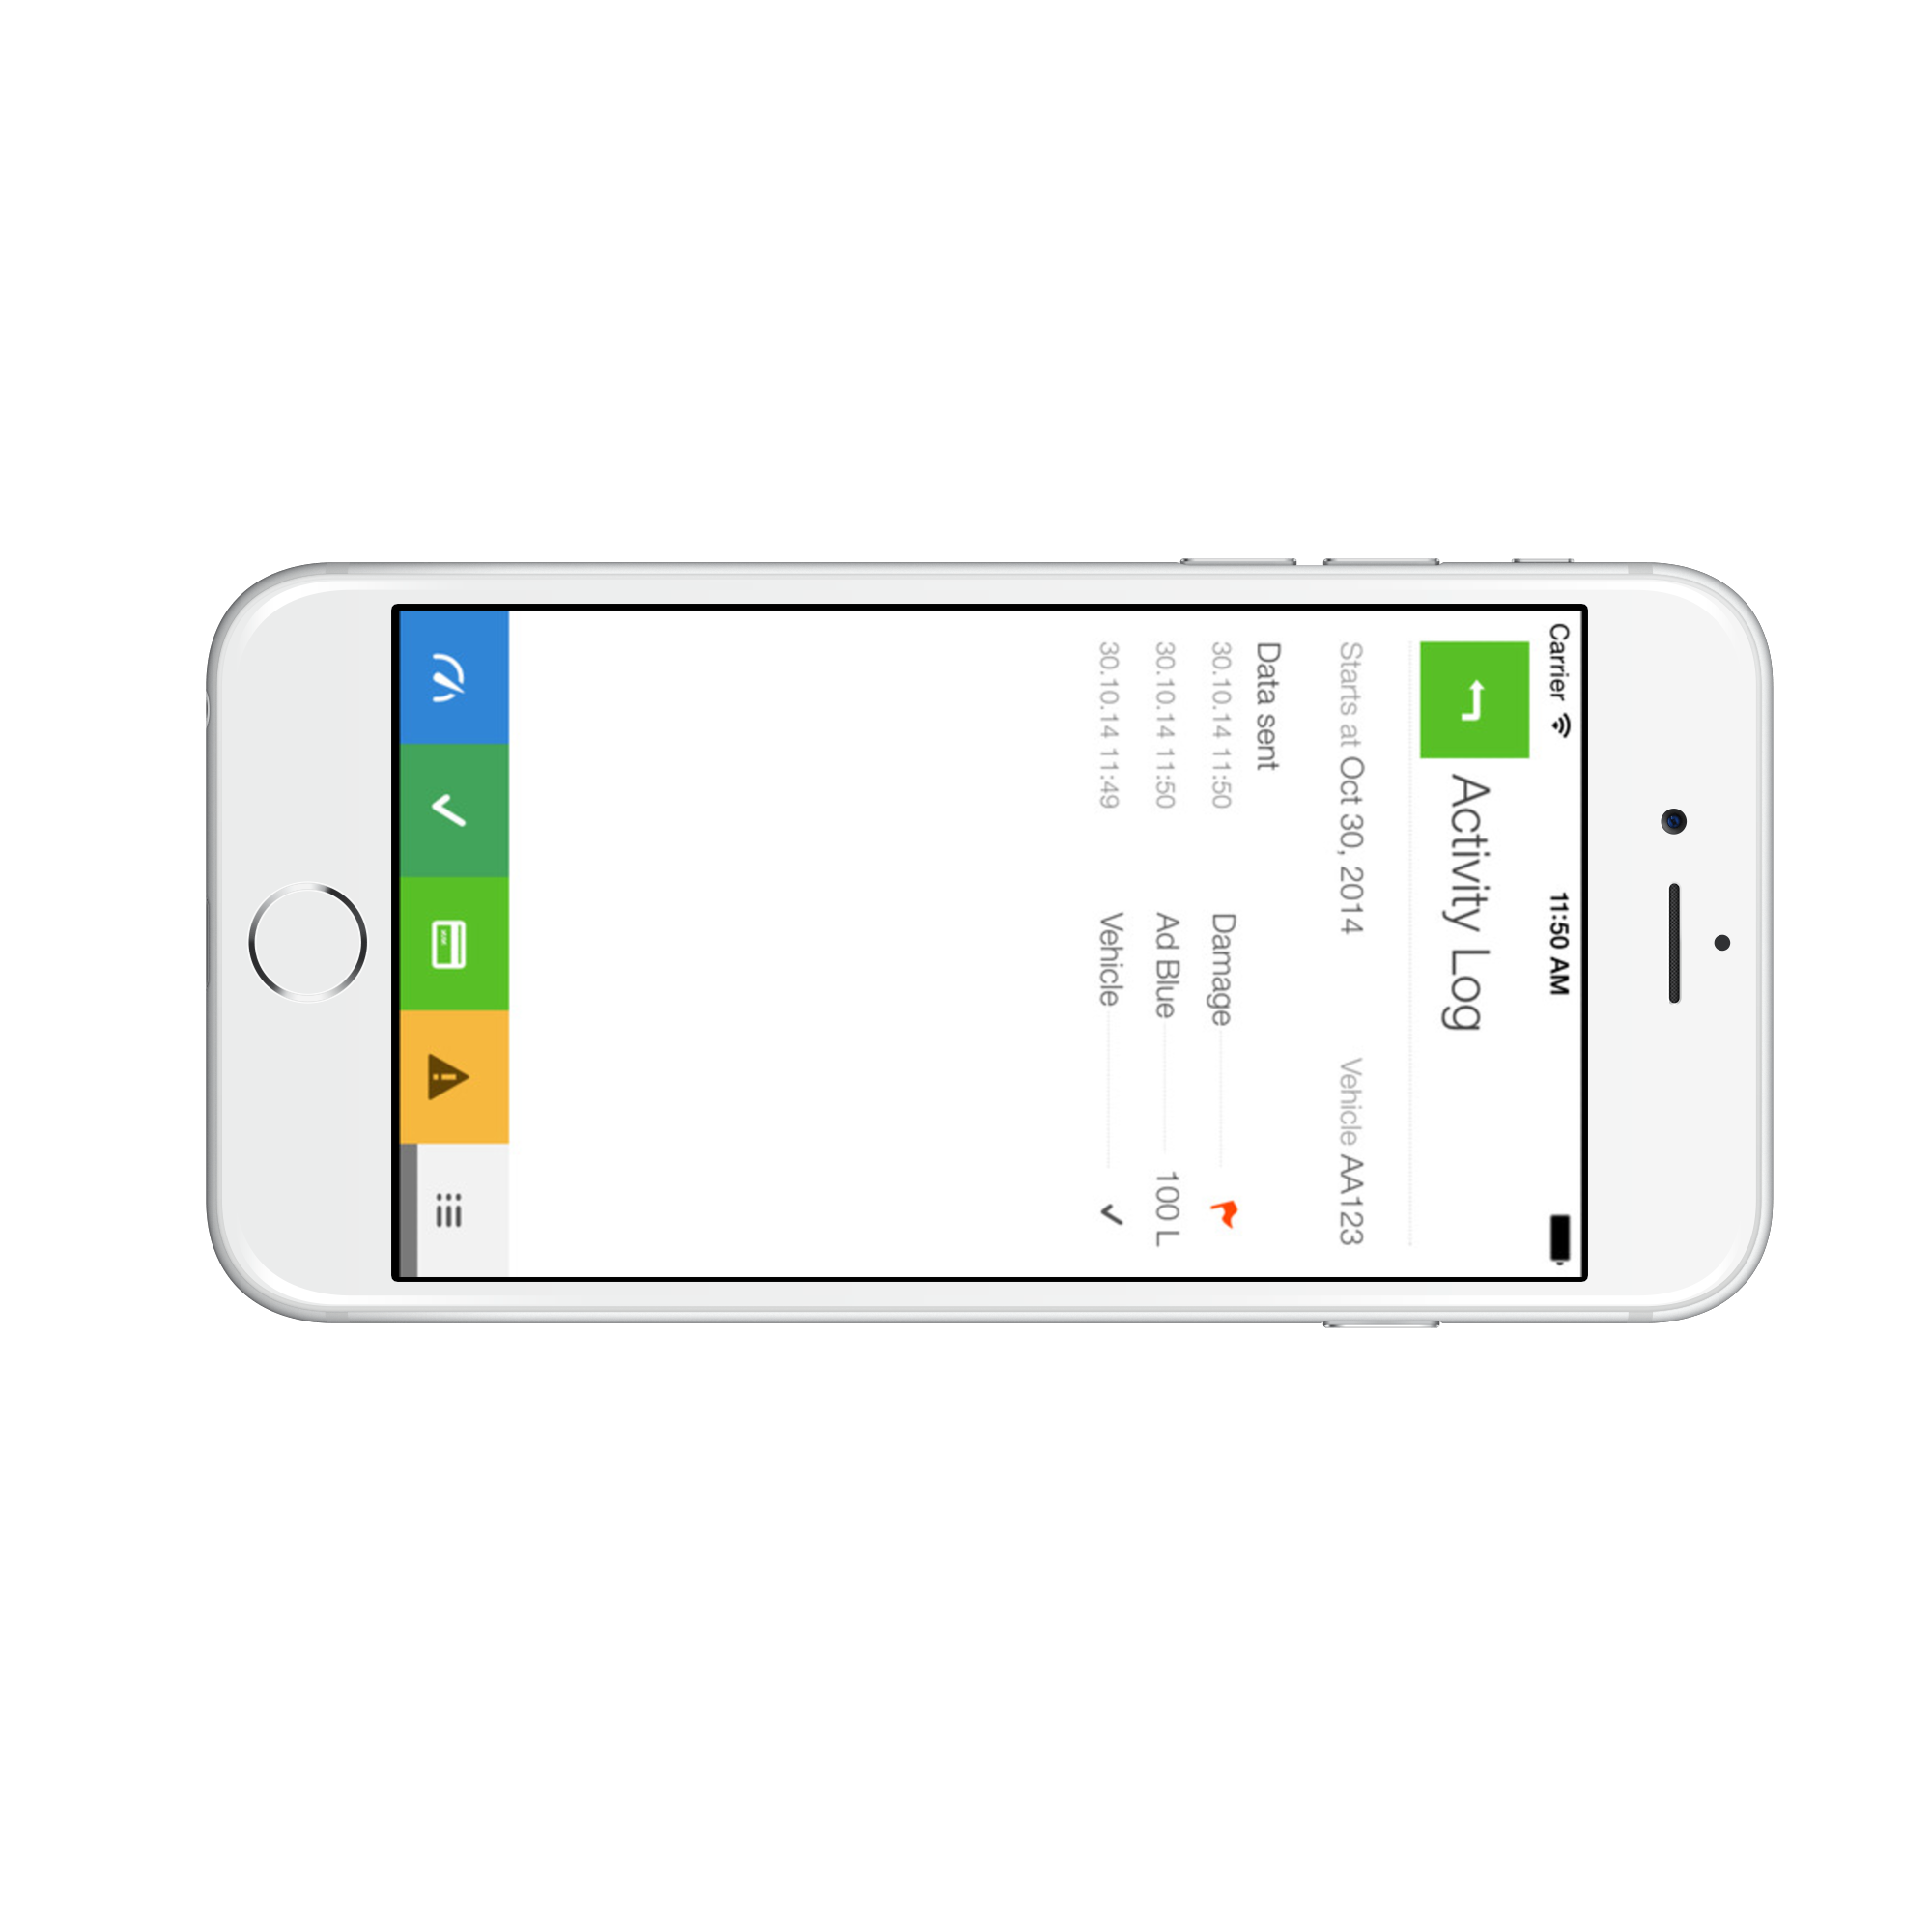 Carrier 11:50 AM
Activity Log
Starts at Oct 30, 2014 Vehicle AA123
Data sent
30.10.14 11:50 Damage
30.10.14 11:50 Ad Blue 100 L
30.10.14 11:49 Vehicle